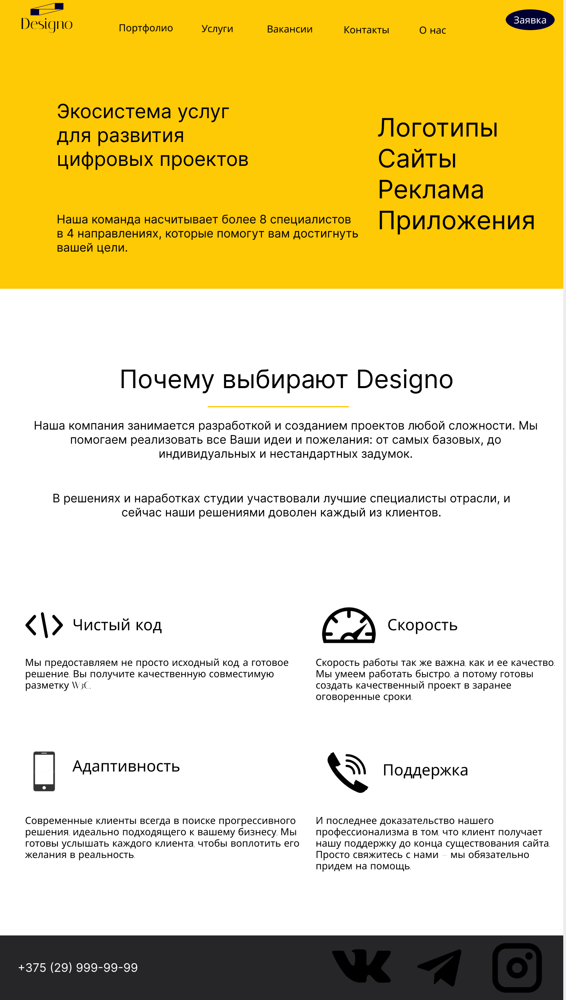 Designo
Портфолио
Услуги
Вакансии
Контакты
О нас
Заявка
Экосистема услуг
для развития
цифровых проектов
Наша команда насчитывает более 8 специалистов
в 4 направлениях, которые помогут вам достигнуть
вашей цели.
Логотипы
Сайты
Реклама
Приложения
Почему выбирают Designo
Наша компания занимается разработкой и созданием проектов любой сложности. Мы
помогаем реализовать все Ваши идеи и пожелания: от самых базовых, до
индивидуальных и нестандартных задумок.
В решениях и наработках студии участвовали лучшие специалисты отрасли, и
сейчас наши решениями доволен каждый из клиентов.
Чистый код
Мы предоставляем не просто исходный код, а готовое
решение. Вы получите качественную совместимую
разметку W3C.
Скорость
Скорость работы так же важна, как и ее качество.
Мы умеем работать быстро, а потому готовы
создать качественный проект в заранее
оговоренные сроки.
Адаптивность
Современные клиенты всегда в поиске прогрессивного
решения, идеально подходящего к вашему бизнесу. Мы
готовы услышать каждого клиента, чтобы воплотить его
желания в реальность.
Поддержка
И последнее доказательство нашего
профессионализма в том, что клиент получает
нашу поддержку до конца существования сайта.
Просто свяжитесь с нами – мы обязательно
придем на помощь.
+375 (29) 999-99-99